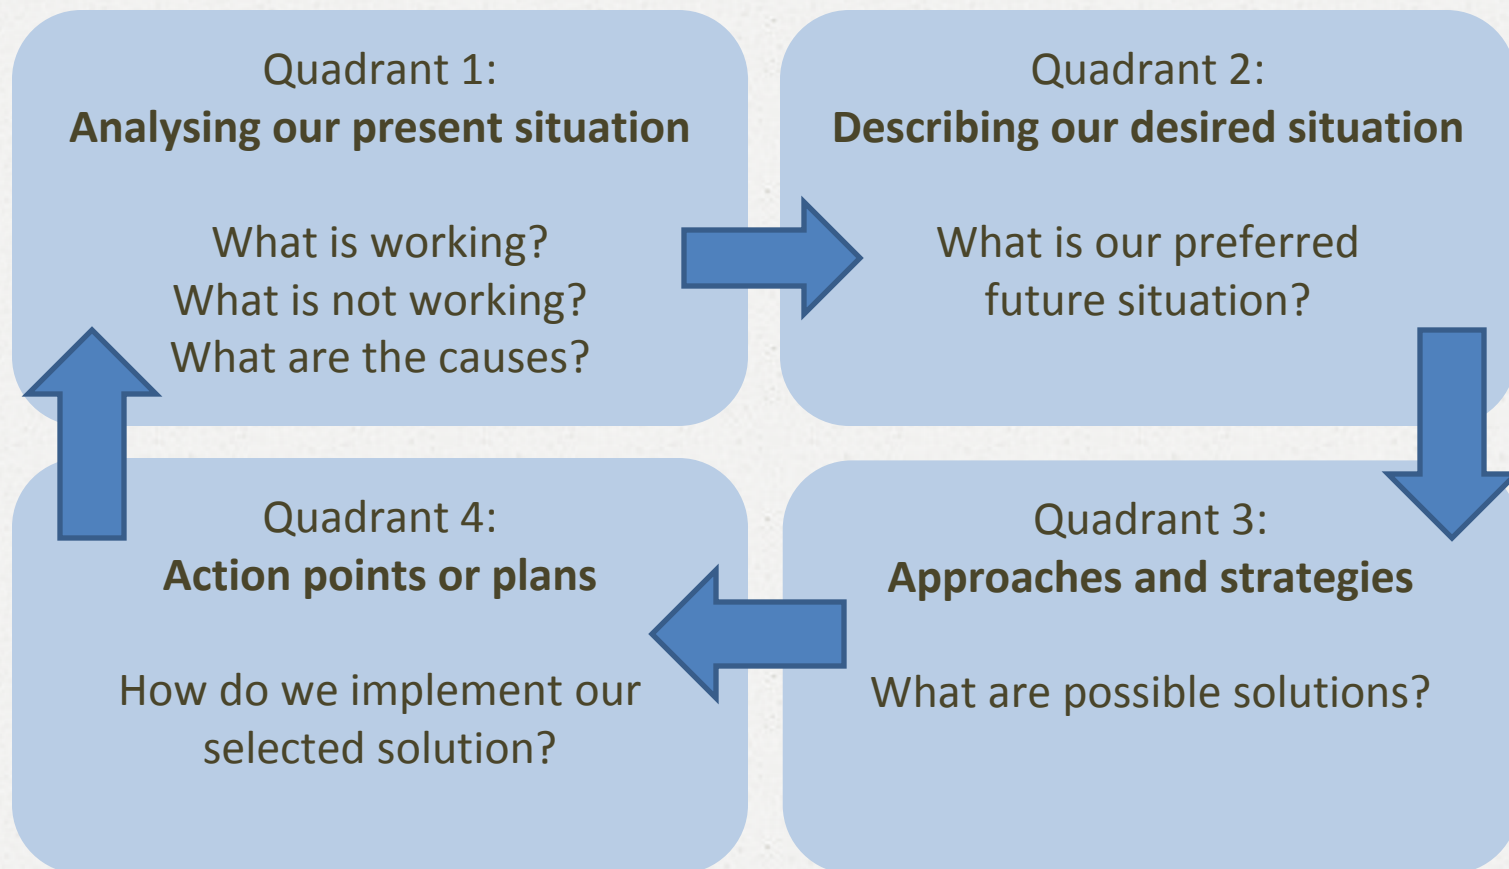 Quadrant 1:
Analysing our present situation
What is working?
What is not working?
What are the causes?
Quadrant 2:
Describing our desired situation
What is our preferred
future situation?
Quadrant 3:
Approaches and strategies
What are possible solutions?
Quadrant 4:
Action points or plans
How do we implement our
selected solution?